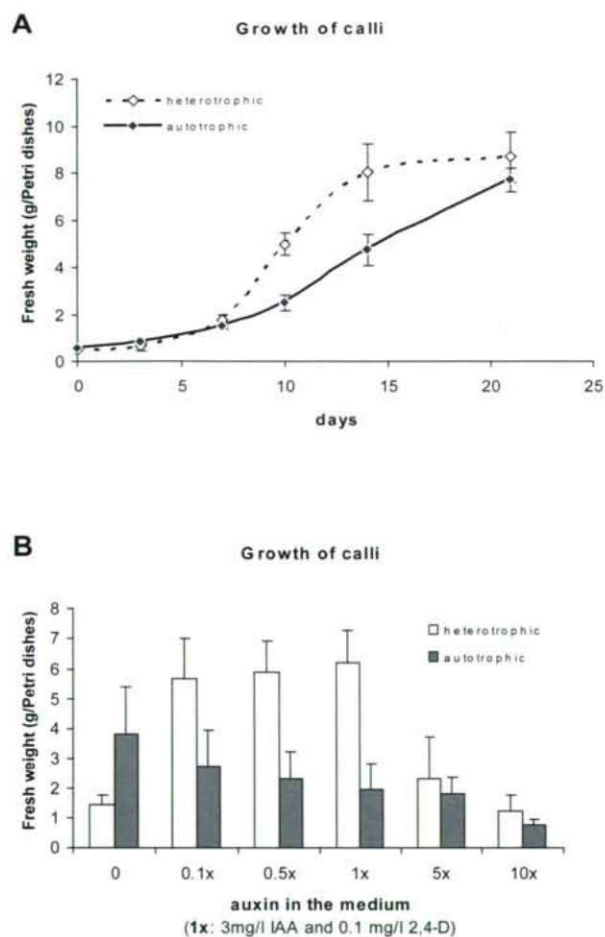 A
Growth of calli
Fresh weight (g/Petri dishes)
12
10
8
6
4
2
0
heterotrophic
autotrophic
0 5 10 15 20 25
days
B
Growth of calli
Fresh weight (g/Petri dishes)
8
7
6
5
4
3
2
1
0
heterotrophic
autotrophic
0 0.1x 0.5x 1x 5x 10x
auxin in the medium
(1x: 3mg/l IAA and 0.1 mg/l 2,4-D)